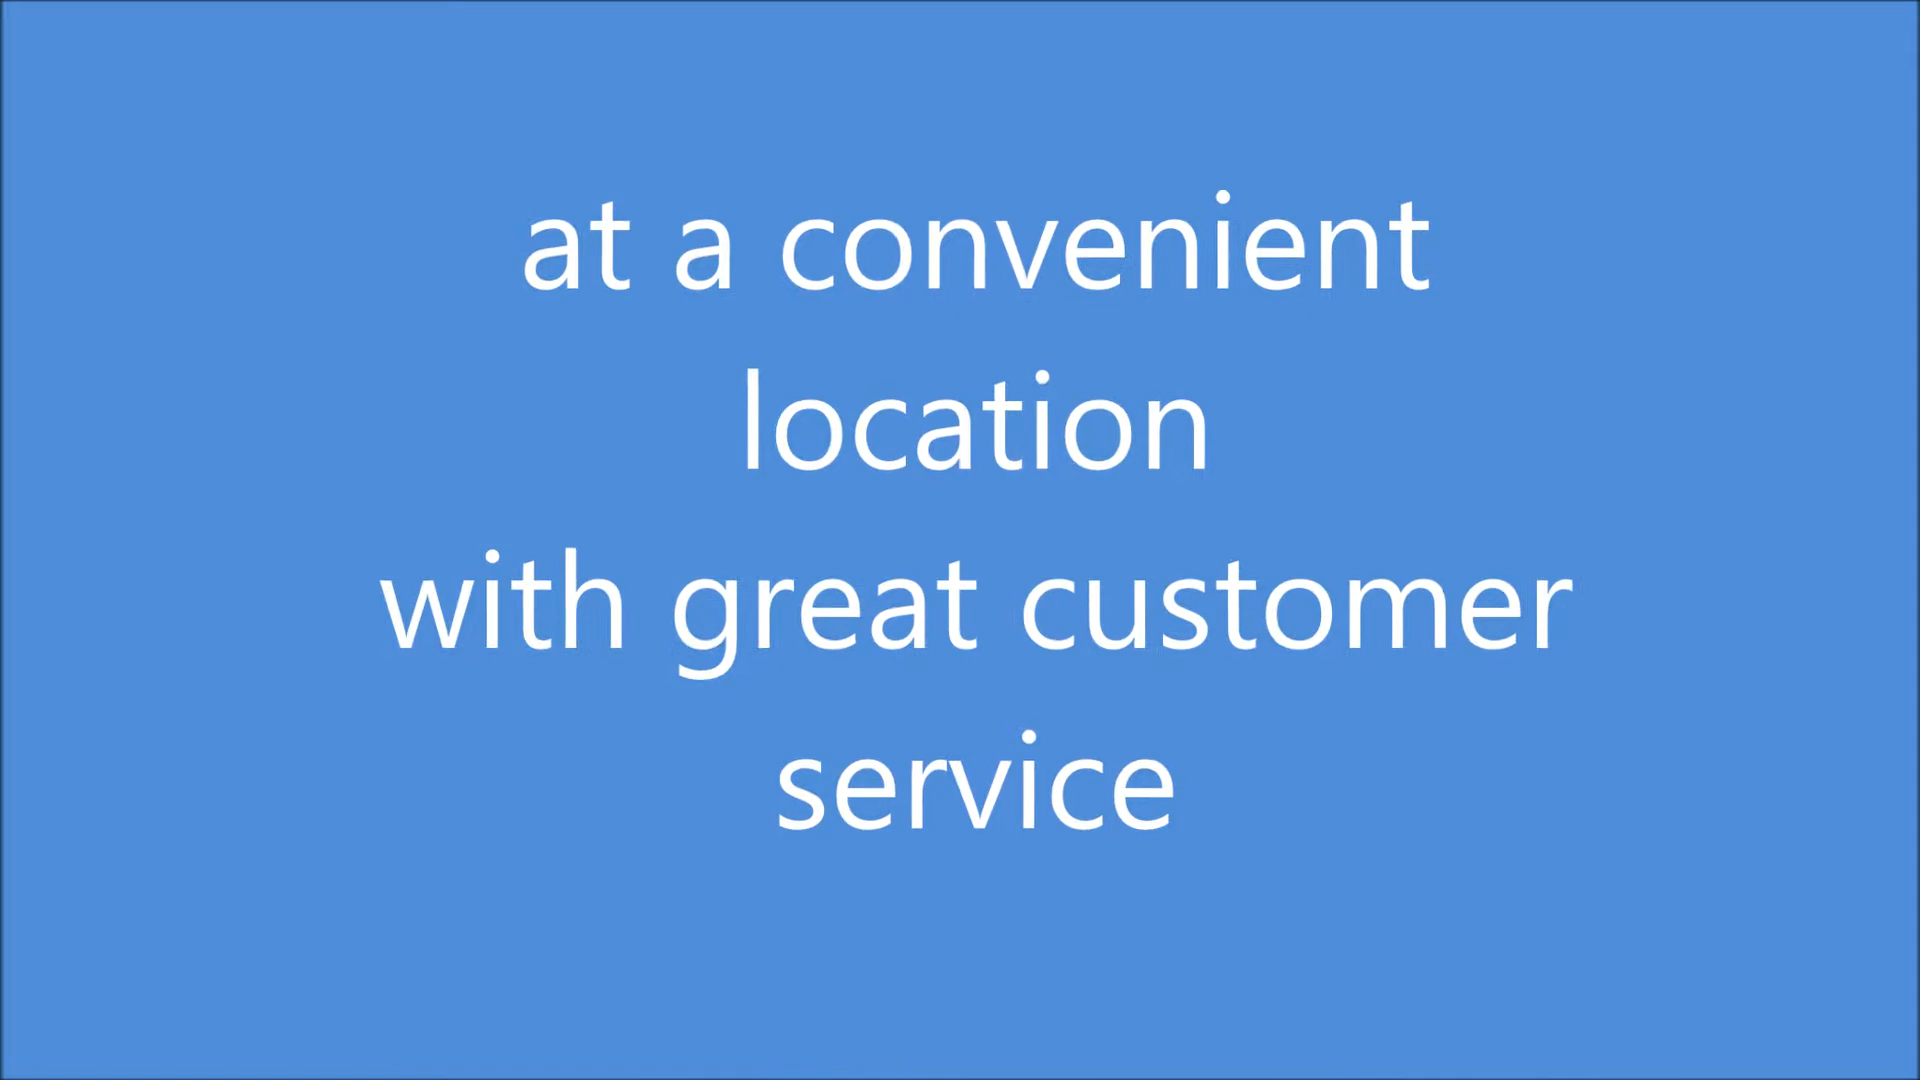 at a convenient
location
with great customer
service